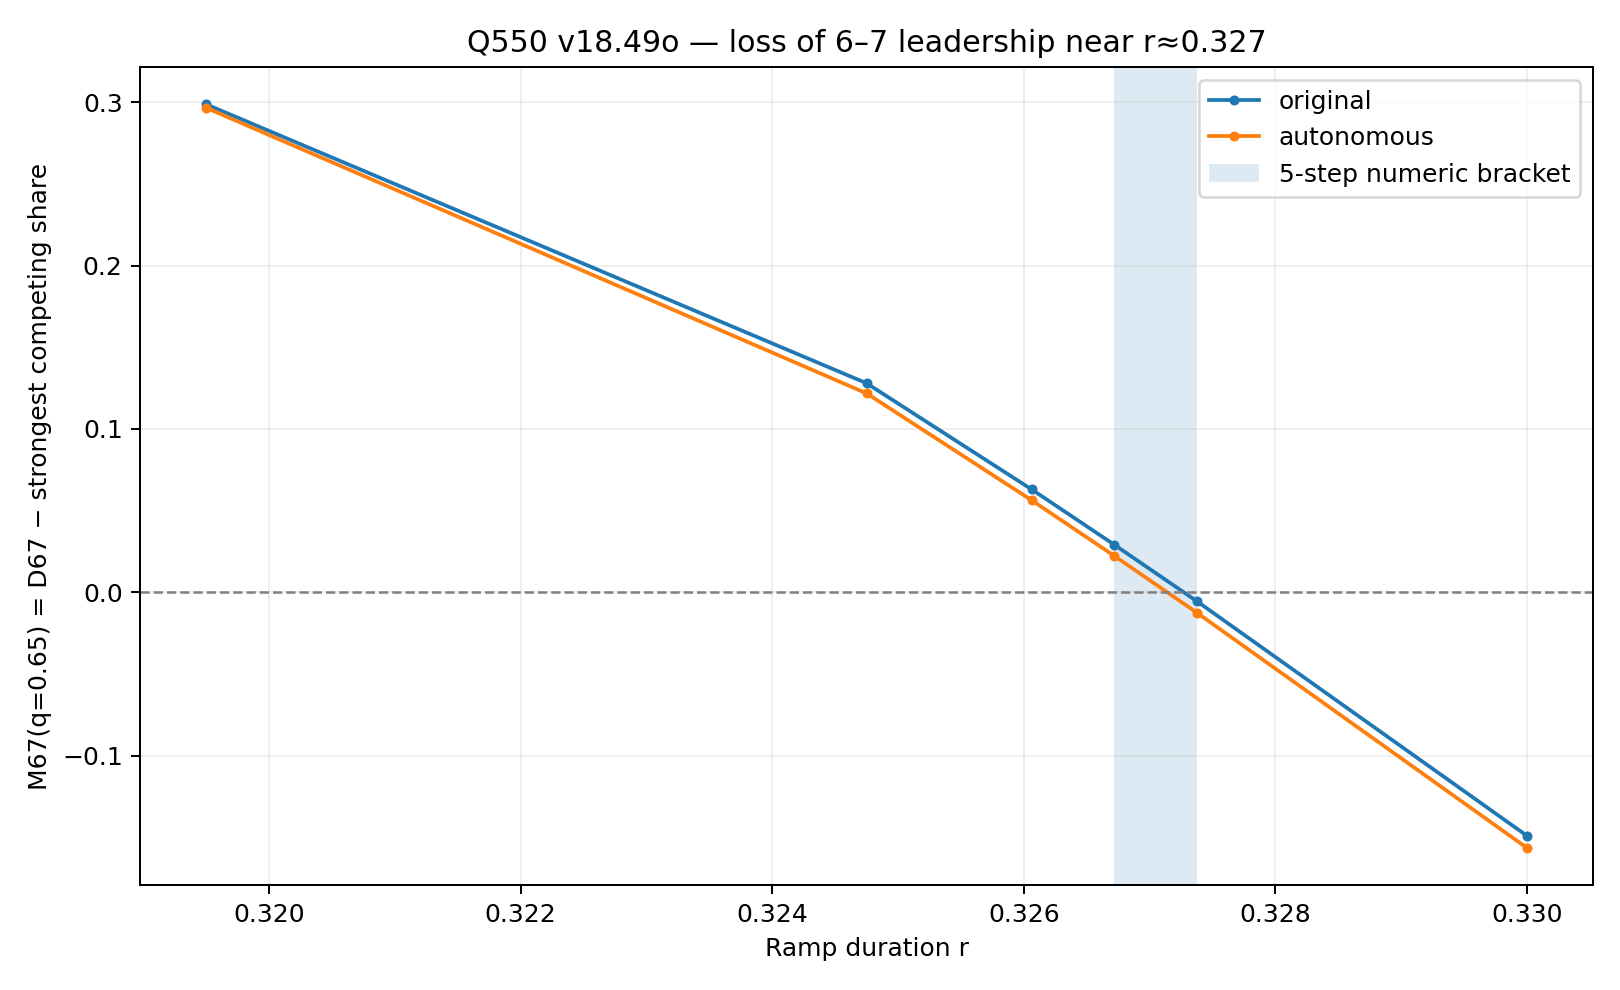 Q550 v18.49o — loss of 6–7 leadership near r≈0.327
M67(q=0.65) = D67 − strongest competing share
0.3
0.2
0.1
0.0
−0.1
original
autonomous
5-step numeric bracket
0.320
0.322
0.324
0.326
0.328
0.330
Ramp duration r